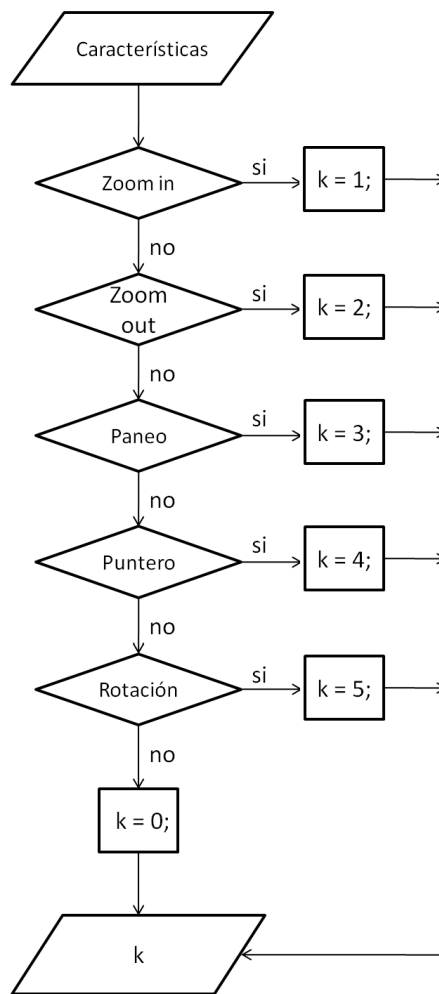 Caracterísicas
Zoom in
si
k = 1;
no
Zoom
out
si
k = 2;
no
Paneo
si
k = 3;
no
Puntero
si
k = 4;
no
Rotación
si
k = 5;
no
k = 0;
k